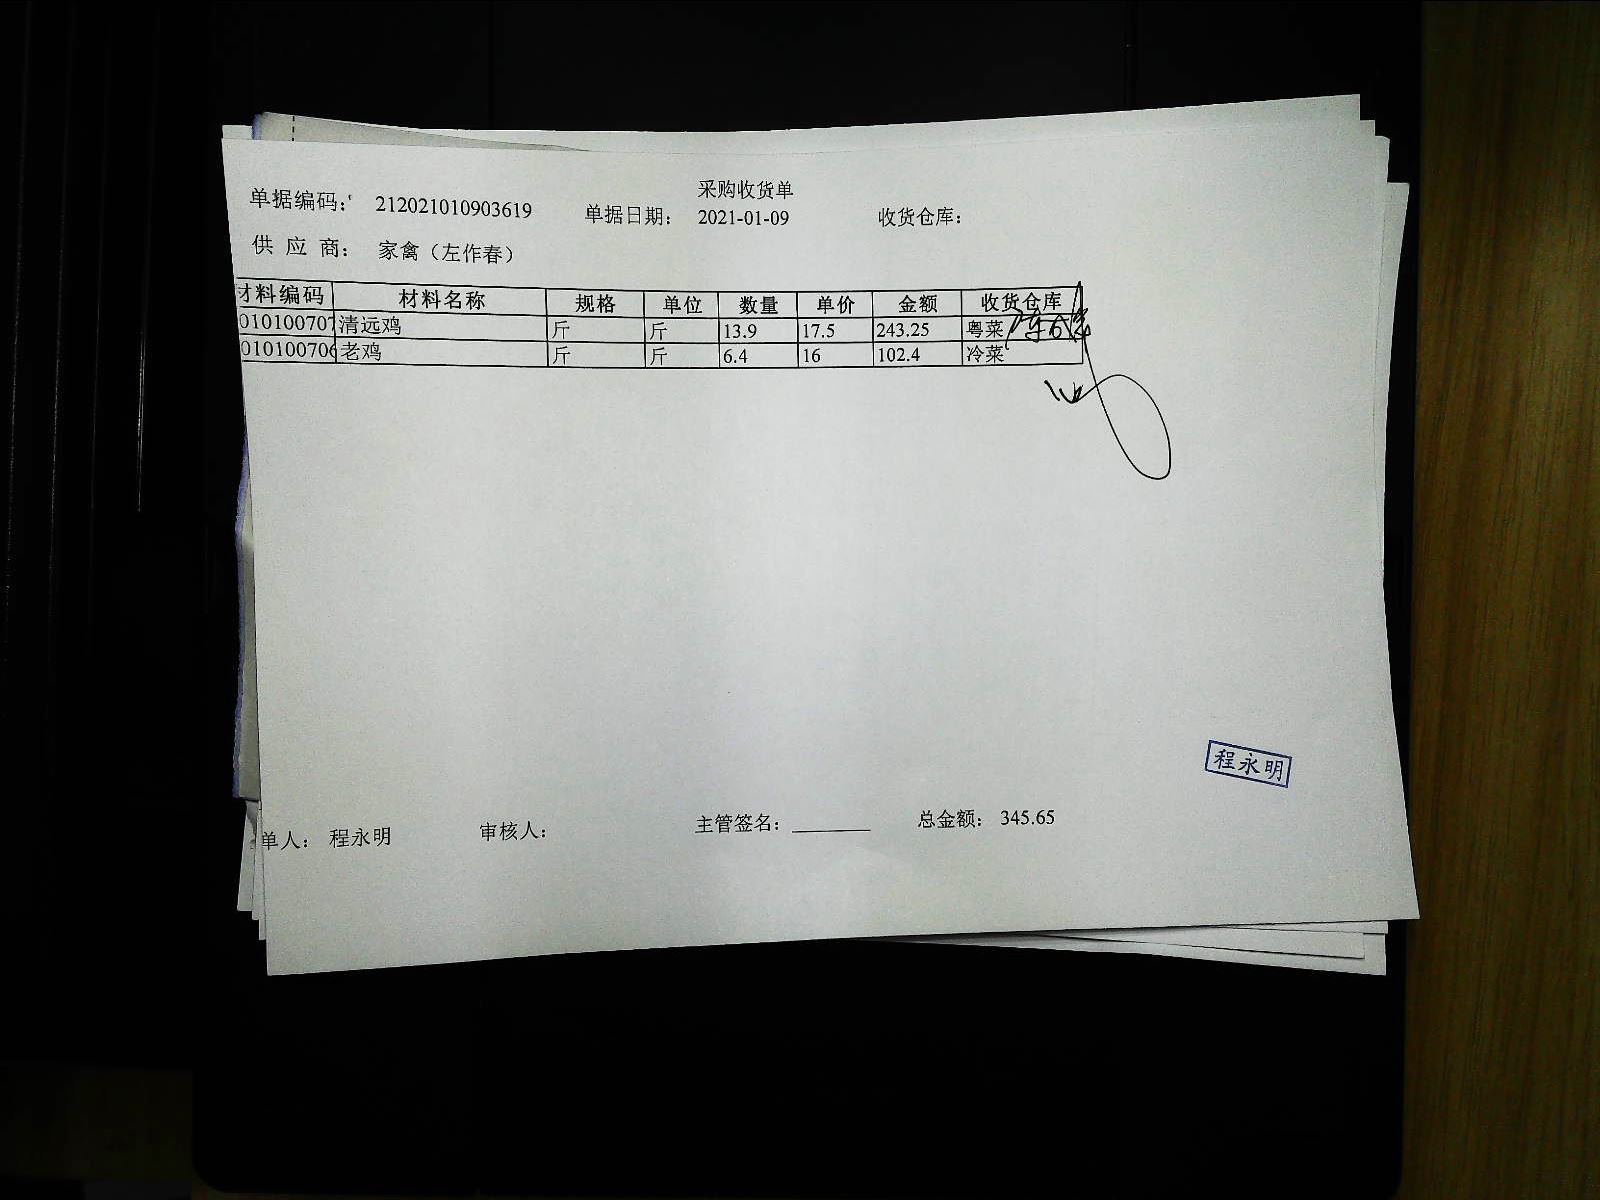 采购收货单
单据编码： 212021010903619 单据日期： 2021-01-09 收货仓库：
供 应 商： 家禽（左作春）
材料编码 材料名称 规格 单位 数量 单价 金额 收货仓库
010100707 清远鸡 斤 斤 13.9 17.5 243.25 粤菜
010100706 老鸡 斤 斤 6.4 16 102.4 冷菜
程永明
单人： 程永明 审核人： 主管签名： 总金额： 345.65